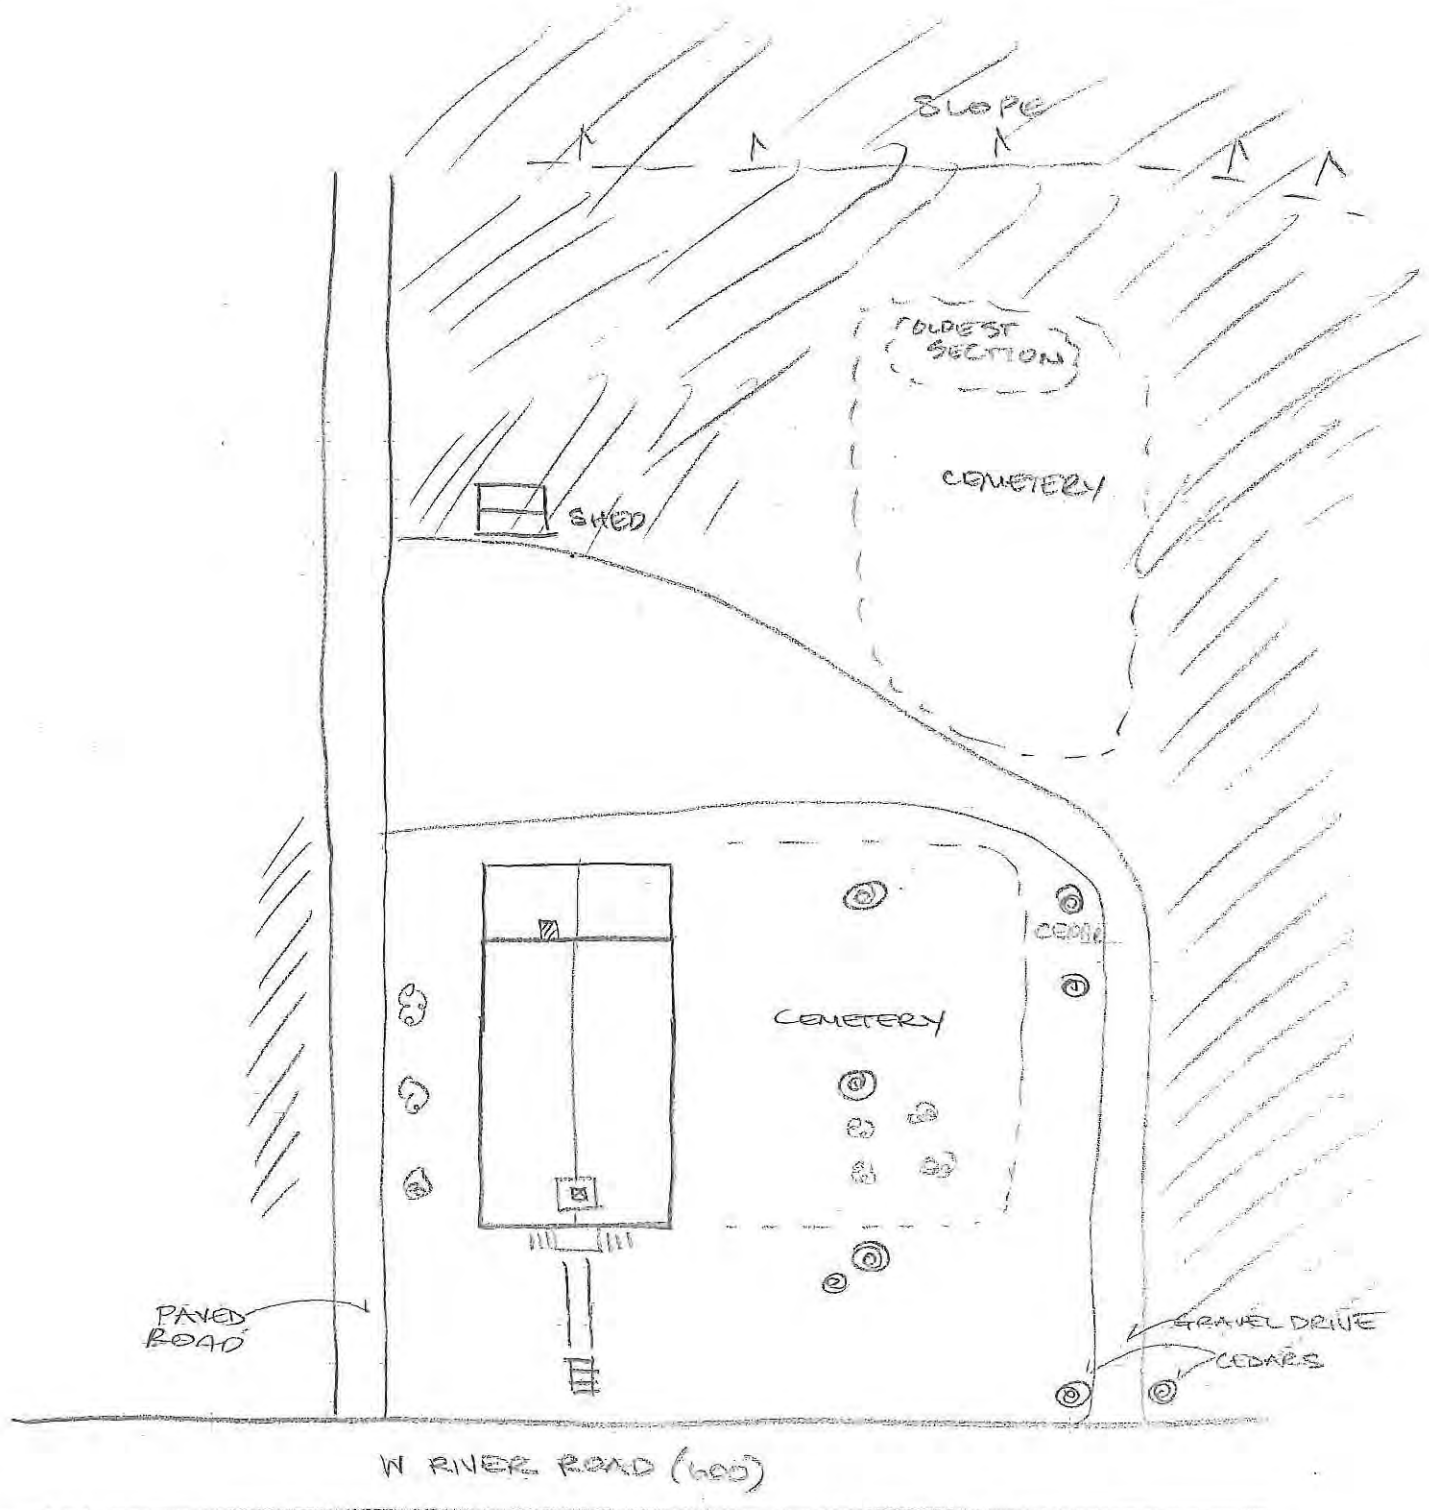 SLOPE
OLDEST
SECTION
CEMETERY
SHED
CEDAR
CEMETERY
PAVED
ROAD
GRAVEL DRIVE
CEDARS
W RIVER ROAD (600)